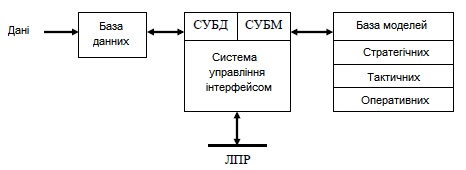 Дані
База
данних
СУБД
СУБМ
Система
управління
інтерфейсом
База моделей
Стратегічних
Тактичних
Оперативних
ЛПР